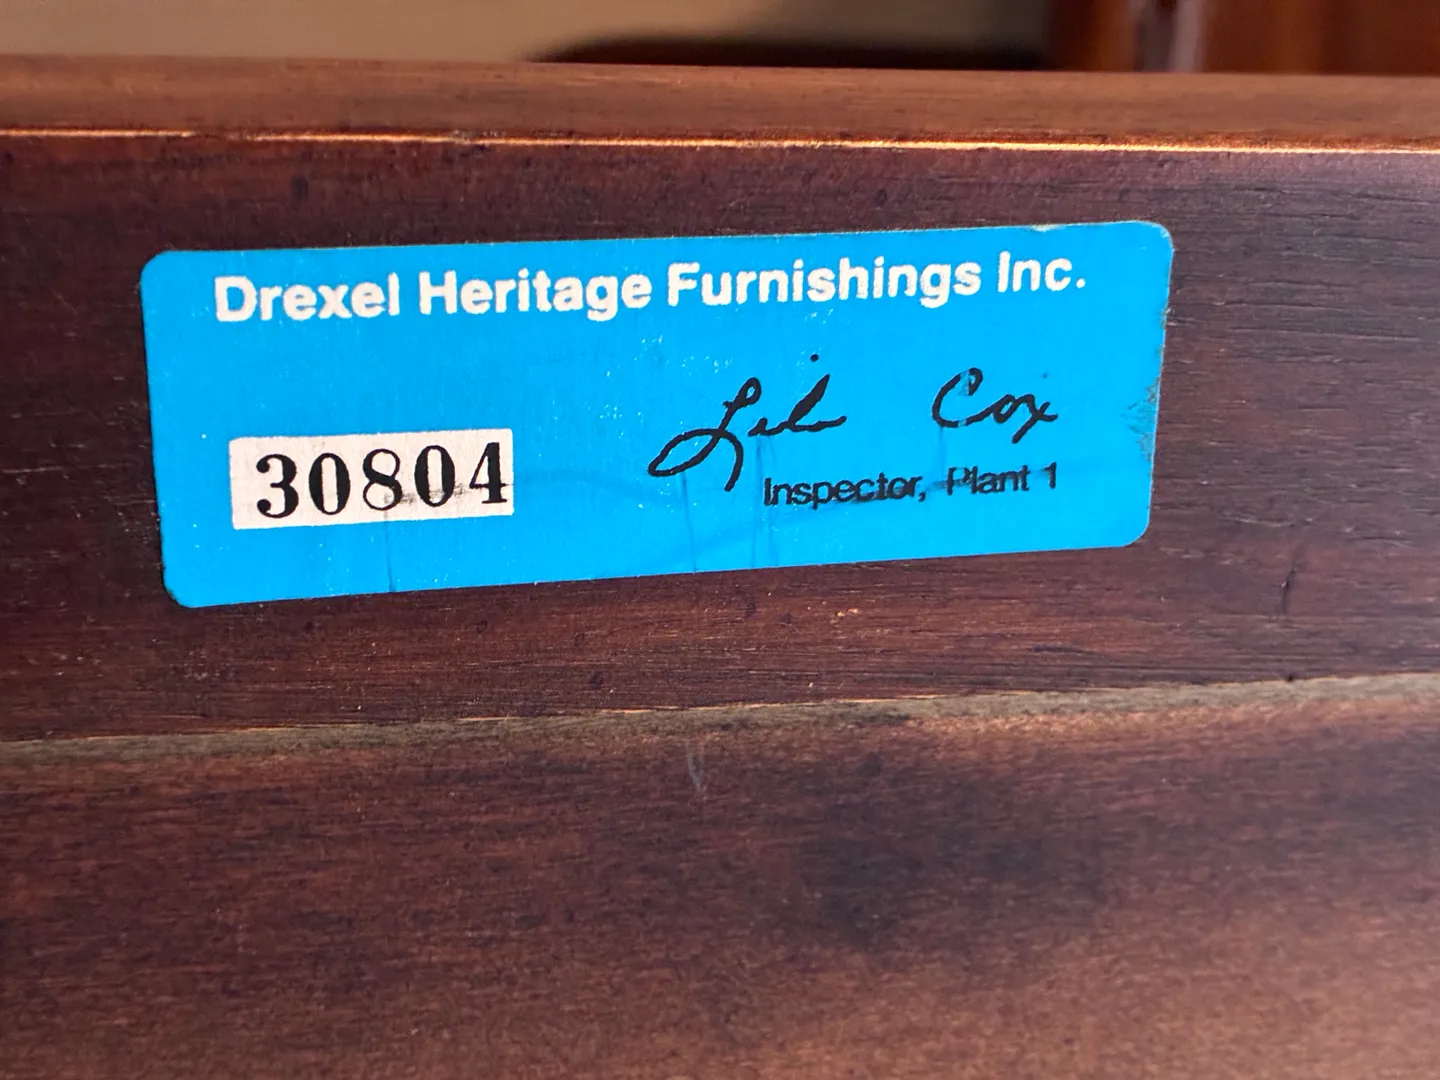 Drexel Heritage Furnishings Inc.
30804
Cox
Inspector, Plant 1